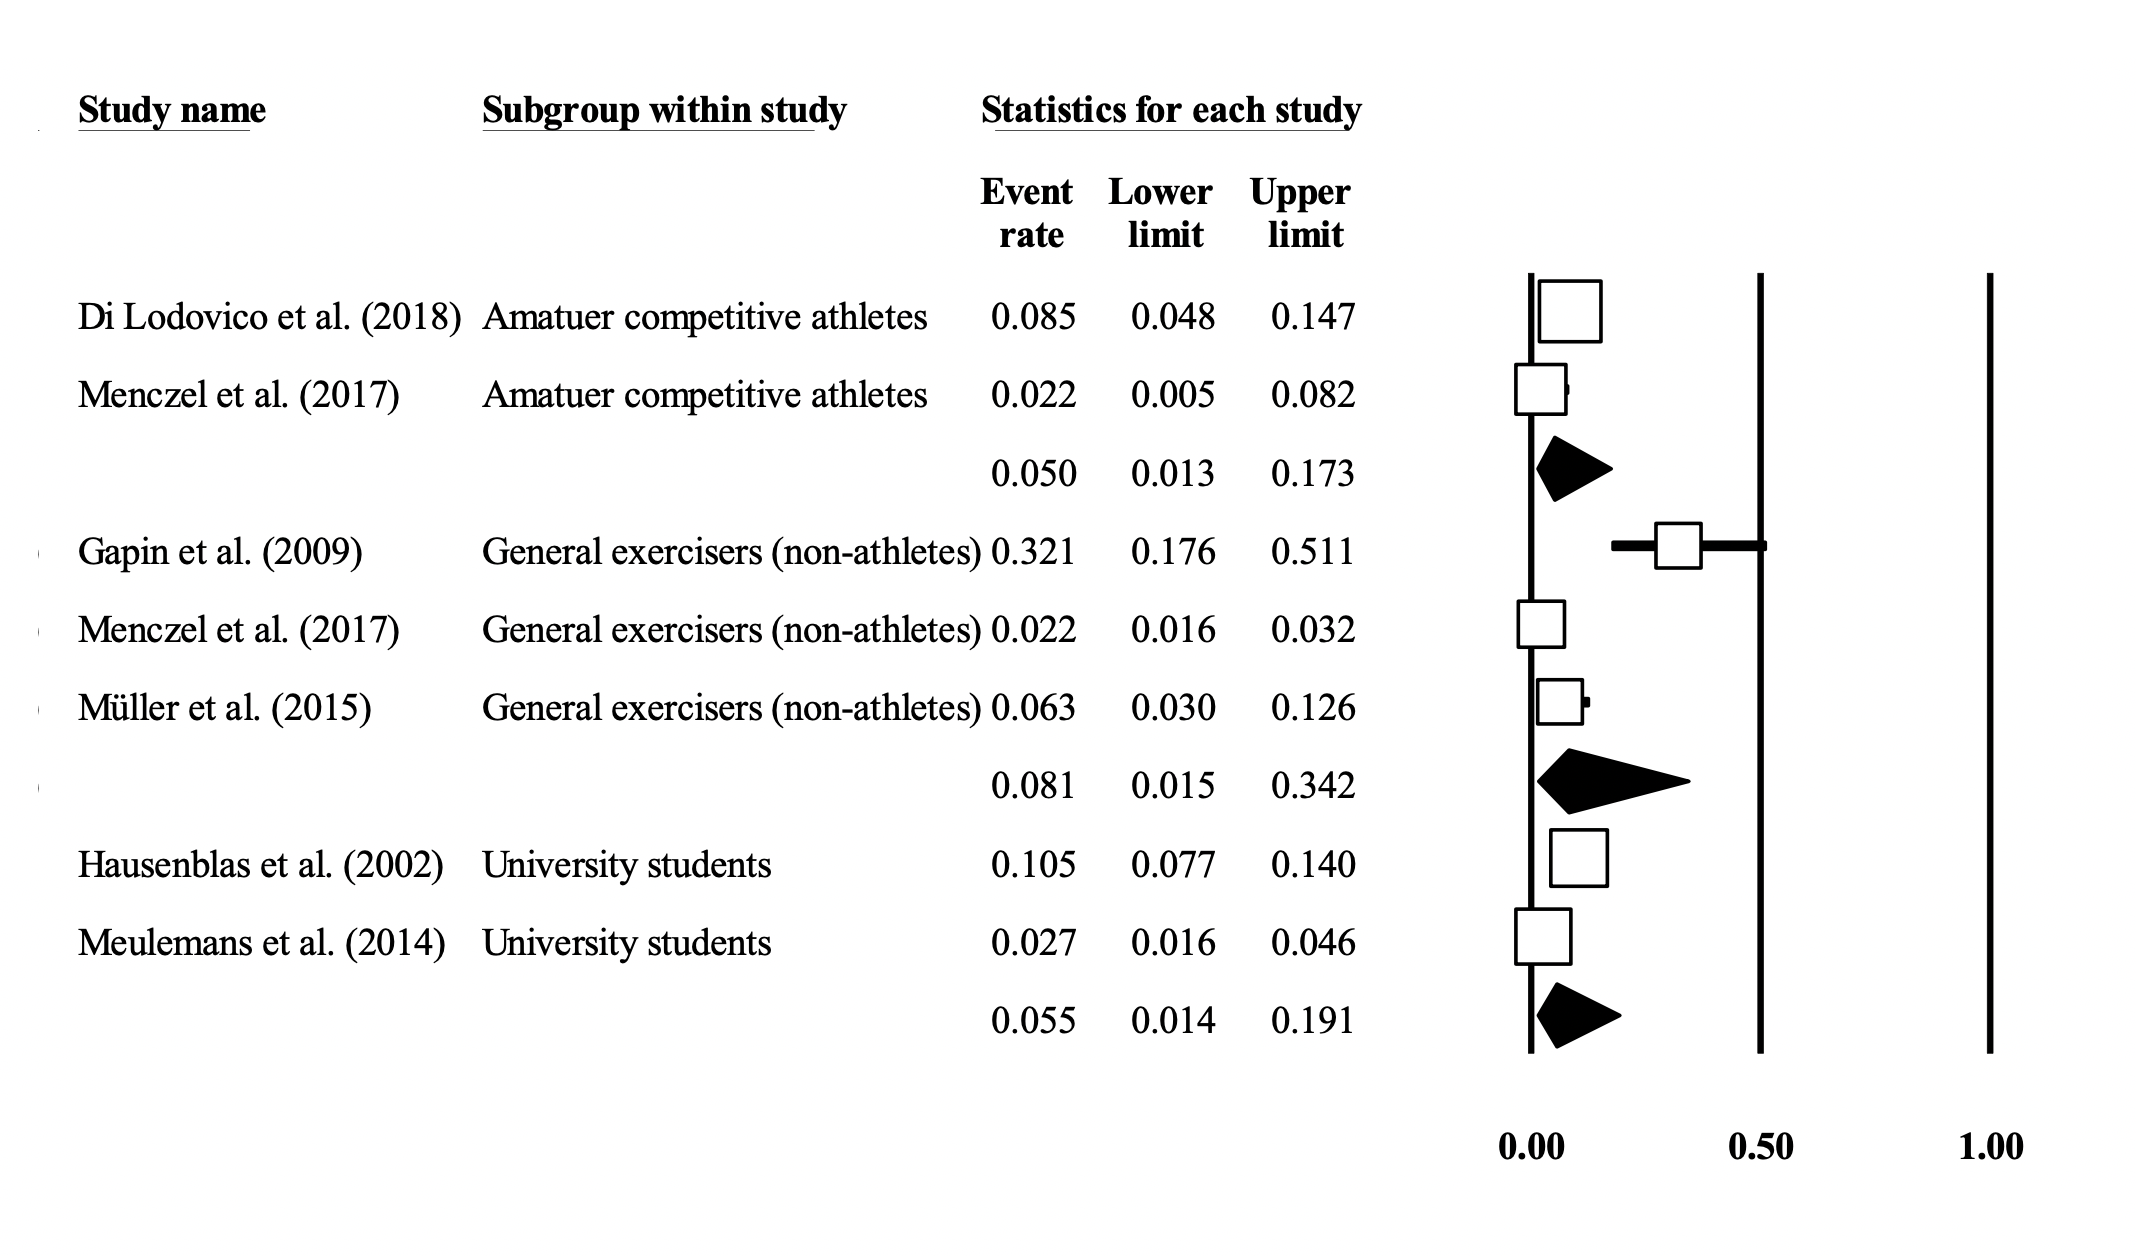 Study name Subgroup within study Statistics for each study
Event Lower Upper
rate limit limit
Di Lodovico et al. (2018) Amatuer competitive athletes 0.085 0.048 0.147
Menczel et al. (2017) Amatuer competitive athletes 0.022 0.005 0.082
0.050 0.013 0.173
Gapin et al. (2009) General exercisers (non-athletes) 0.321 0.176 0.511
Menczel et al. (2017) General exercisers (non-athletes) 0.022 0.016 0.032
Müller et al. (2015) General exercisers (non-athletes) 0.063 0.030 0.126
0.081 0.015 0.342
Hausenblas et al. (2002) University students 0.105 0.077 0.140
Meulemans et al. (2014) University students 0.027 0.016 0.046
0.055 0.014 0.191
0.00 0.50 1.00